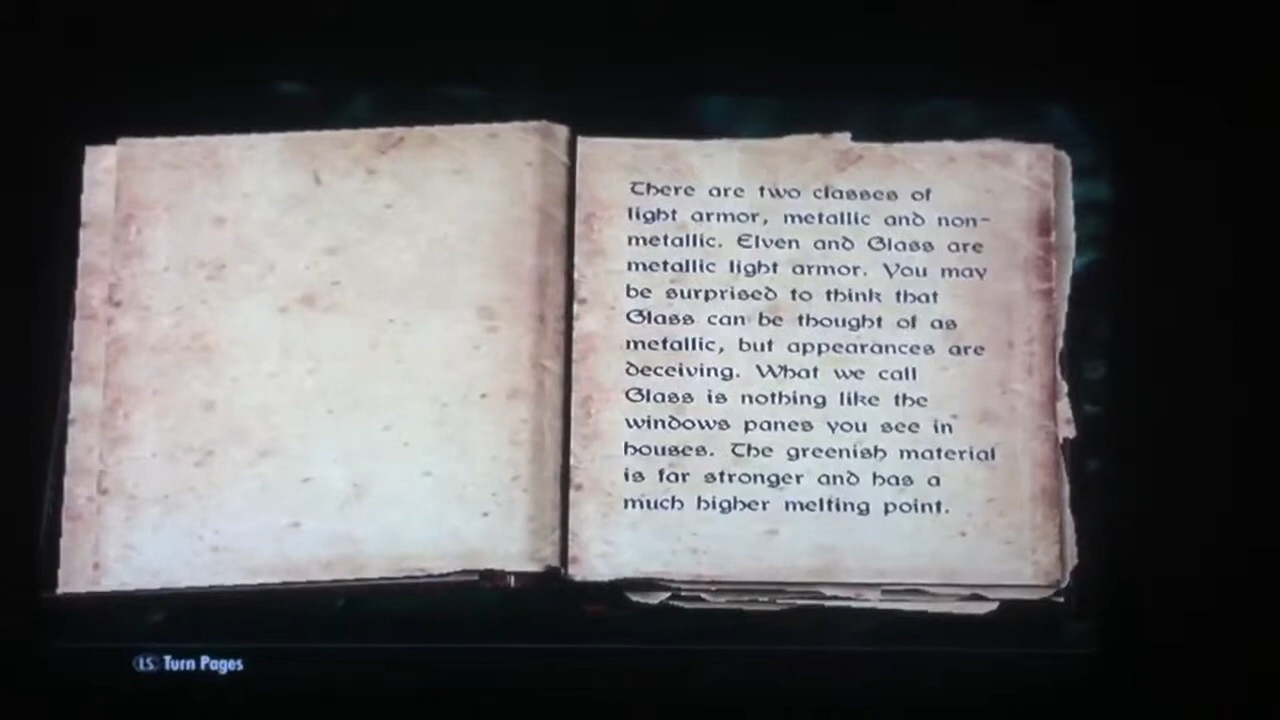 There are two classes of
light armor, metallic and non-
metallic. Elven and Glass are
metallic light armor. You may
be surprised to think that
Glass can be thought of as
metallic, but appearances are
deceiving. What we call
Glass is nothing like the
windows panes you see in
houses. The greenish material
is far stronger and has a
much higher melting point.
LS Turn Pages